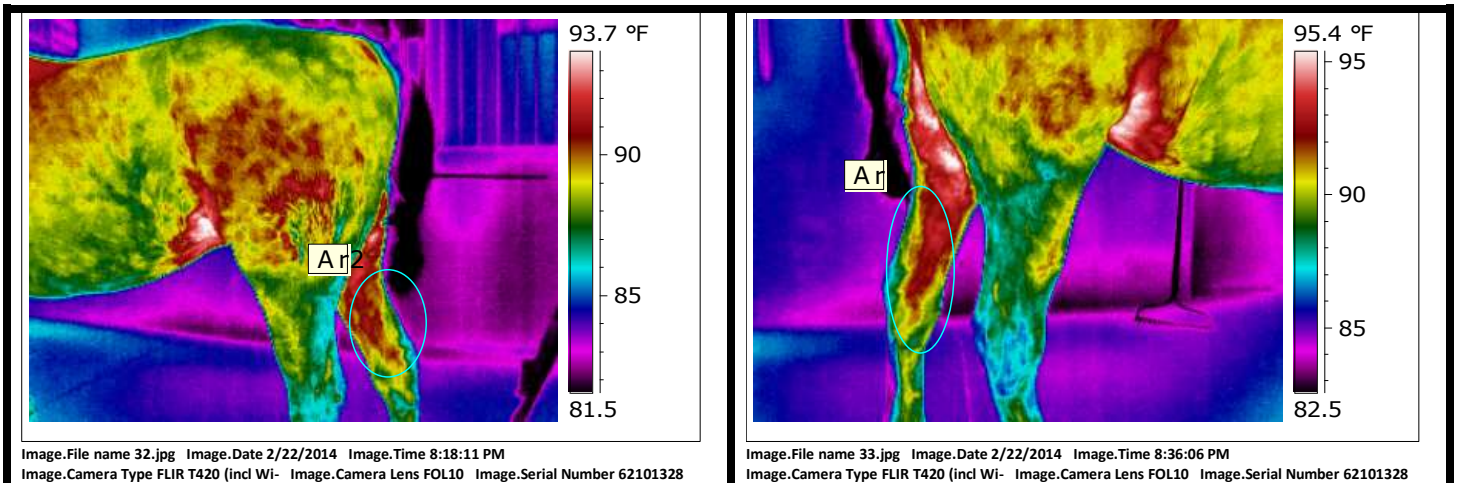 93.7 °F
90
85
81.5
Ar2
Image.File name 32.jpg Image.Date 2/22/2014 Image.Time 8:18:11 PM
Image.Camera Type FLIR T420 (incl Wi- Image.Camera Lens FOL10 Image.Serial Number 62101328
95.4 °F
95
90
85
82.5
Ar
Image.File name 33.jpg Image.Date 2/22/2014 Image.Time 8:36:06 PM
Image.Camera Type FLIR T420 (incl Wi- Image.Camera Lens FOL10 Image.Serial Number 62101328